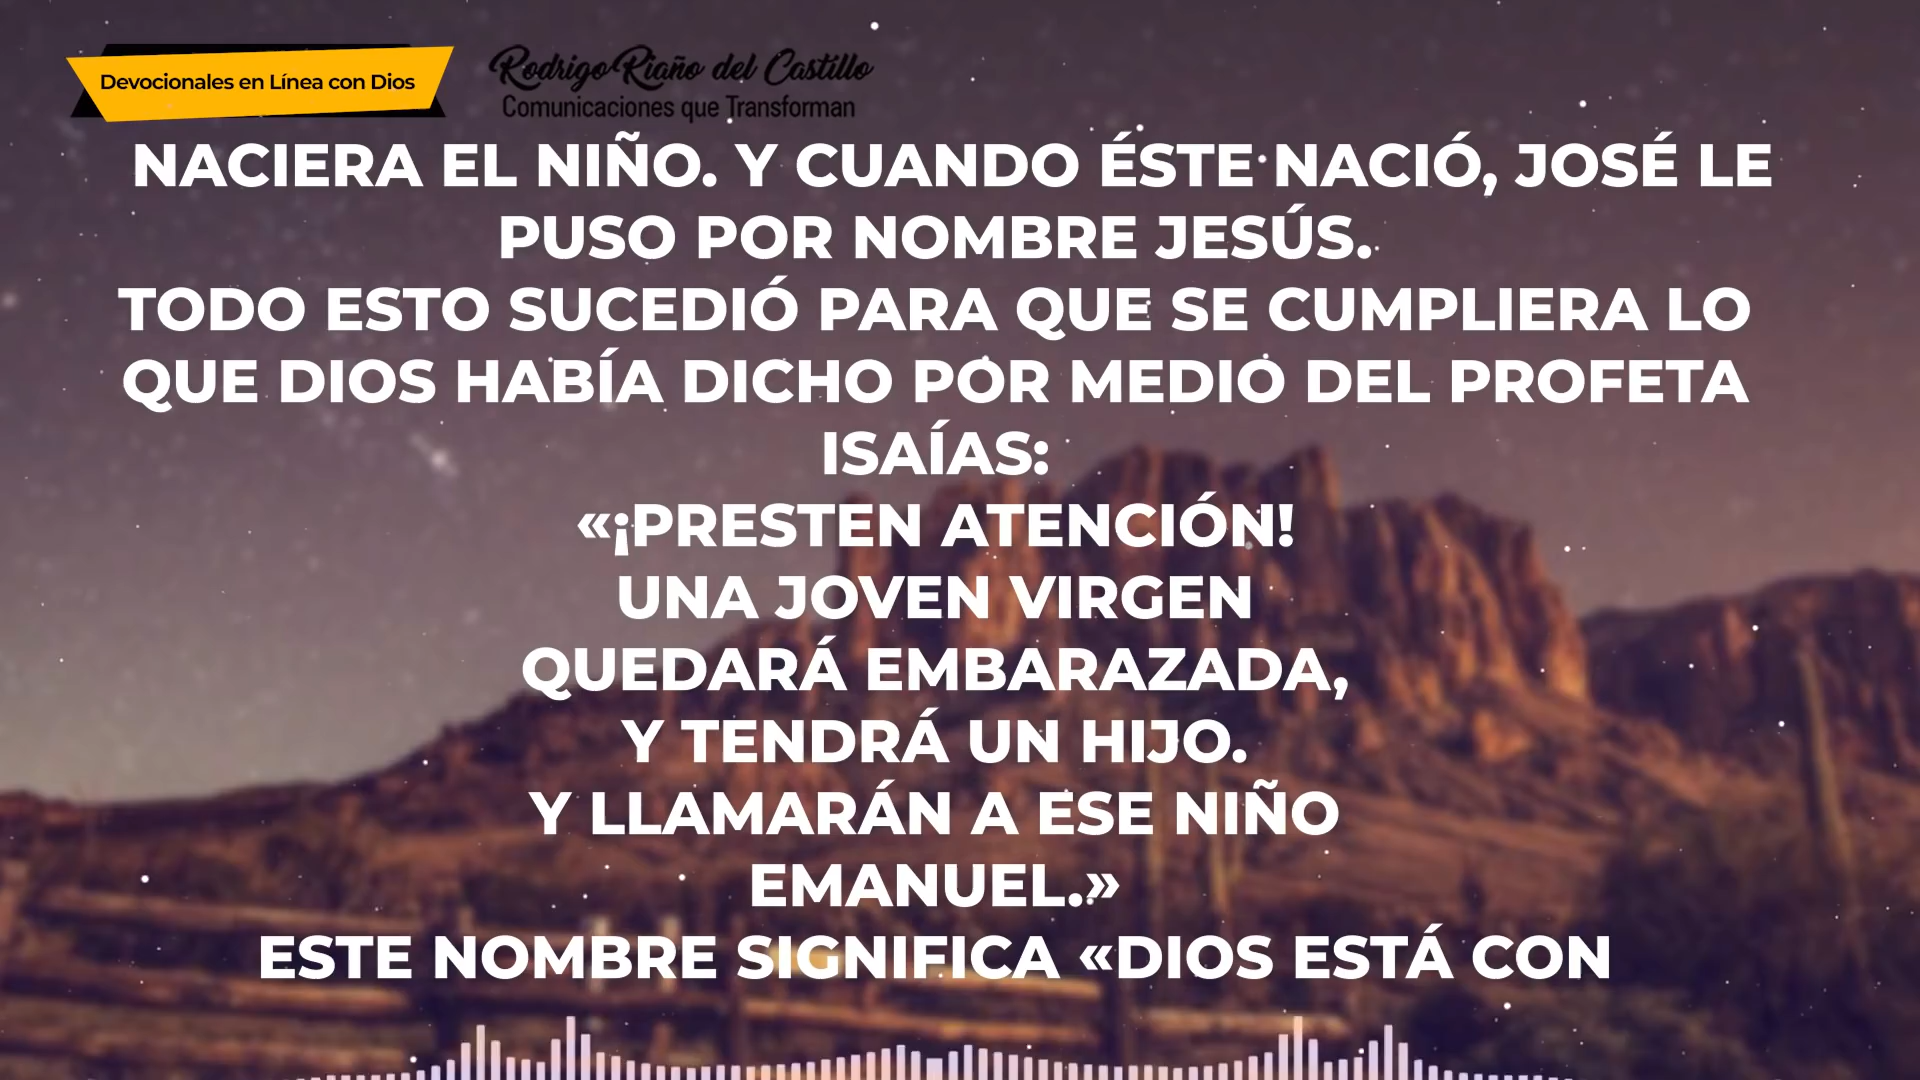 Devocionales en Línea con Dios
Rodrigo Riaño del Castillo
Comunicaciones que Transforman
NACIERA EL NIÑO. Y CUANDO ÉSTE NACIÓ, JOSÉ LE
PUSO POR NOMBRE JESÚS.
TODO ESTO SUCEDIÓ PARA QUE SE CUMPLIERA LO
QUE DIOS HABÍA DICHO POR MEDIO DEL PROFETA
ISAÍAS:
«¡PRESTEN ATENCIÓN!
UNA JOVEN VIRGEN
QUEDARÁ EMBARAZADA,
Y TENDRÁ UN HIJO.
Y LLAMARÁN A ESE NIÑO
EMANUEL.»
ESTE NOMBRE SIGNIFICA «DIOS ESTÁ CON